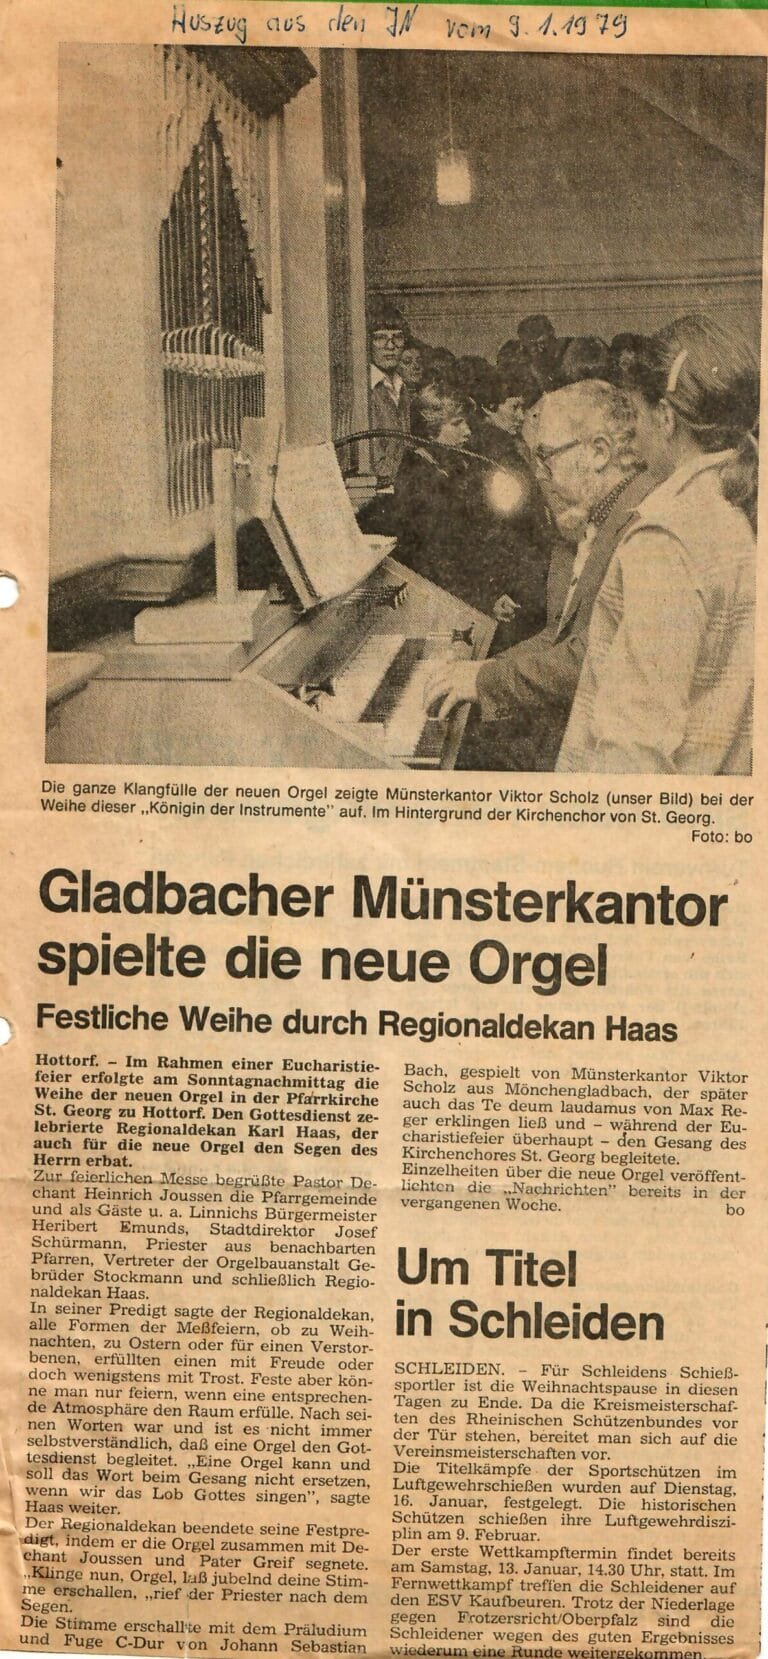 Auszug aus den JN vom 9.1.1979
Die ganze Klangfülle der neuen Orgel zeigte Münsterkantor Viktor Scholz (unser Bild) bei der
Weihe dieser „Königin der Instrumente" auf. Im Hintergrund der Kirchenchor von St. Georg.
Foto: bo
Gladbacher Münsterkantor
spielte die neue Orgel
Festliche Weihe durch Regionaldekan Haas
Hottorf. – Im Rahmen einer Eucharistie-
feier erfolgte am Sonntagnachmittag die
Weihe der neuen Orgel in der Pfarrkirche
St. Georg zu Hottorf. Den Gottesdienst ze-
lebrierte Regionaldekan Karl Haas, der
auch für die neue Orgel den Segen des
Herrn erbat.
Zur feierlichen Messe begrüßte Pastor De-
chant Heinrich Joussen die Pfarrgemeinde
und als Gäste u. a. Linnichs Bürgermeister
Heribert Emunds, Stadtdirektor Josef
Schürmann, Priester aus benachbarten
Pfarren, Vertreter der Orgelbauanstalt Ge-
brüder Stockmann und schließlich Regio-
naldekan Haas.
In seiner Predigt sagte der Regionaldekan,
alle Formen der Meßfeiern, ob zu Weih-
nachten, zu Ostern oder für einen Verstor-
benen, erfüllten einen mit Freude oder
doch wenigstens mit Trost. Feste aber kön-
ne man nur feiern, wenn eine entsprechen-
de Atmosphäre den Raum erfülle. Nach sei-
nen Worten war und ist es nicht immer
selbstverständlich, daß eine Orgel den Got-
tesdienst begleitet. „Eine Orgel kann und
soll das Wort beim Gesang nicht ersetzen,
wenn wir das Lob Gottes singen", sagte
Haas weiter.
Der Regionaldekan beendete seine Festpre-
digt, indem er die Orgel zusammen mit De-
chant Joussen und Pater Greif segnete.
„Klinge nun, Orgel, laß jubelnd deine Stim-
me erschallen, „rief der Priester nach dem
Segen.
Die Stimme erschallte mit dem Präludium
und Fuge C-Dur von Johann Sebastian
Bach, gespielt von Münsterkantor Viktor
Scholz aus Mönchengladbach, der später
auch das Te deum laudamus von Max Re-
ger erklingen ließ und – während der Eu-
charistiefeier überhaupt – den Gesang des
Kirchenchores St. Georg begleitete.
Einzelheiten über die neue Orgel veröffent-
lichten die „Nachrichten" bereits in der
vergangenen Woche. bo
Um Titel
in Schleiden
SCHLEIDEN. – Für Schleidens Schieß-
sportler ist die Weihnachtspause in diesen
Tagen zu Ende. Da die Kreismeisterschaf-
ten des Rheinischen Schützenbundes vor
der Tür stehen, bereitet man sich auf die
Vereinsmeisterschaften vor.
Die Titelkämpfe der Sportschützen im
Luftgewehrschießen wurden auf Dienstag,
16. Januar, festgelegt. Die historischen
Schützen schießen ihre Luftgewehrdiszi-
plin am 9. Februar.
Der erste Wettkampftermin findet bereits
am Samstag, 13. Januar, 14.30 Uhr, statt. Im
Fernwettkampf treffen die Schleidener auf
den ESV Kaufbeuren. Trotz der Niederlage
gegen Frotzersricht/Oberpfalz sind die
Schleidener wegen des guten Ergebnisses
wiederum eine Runde weitergekommen.